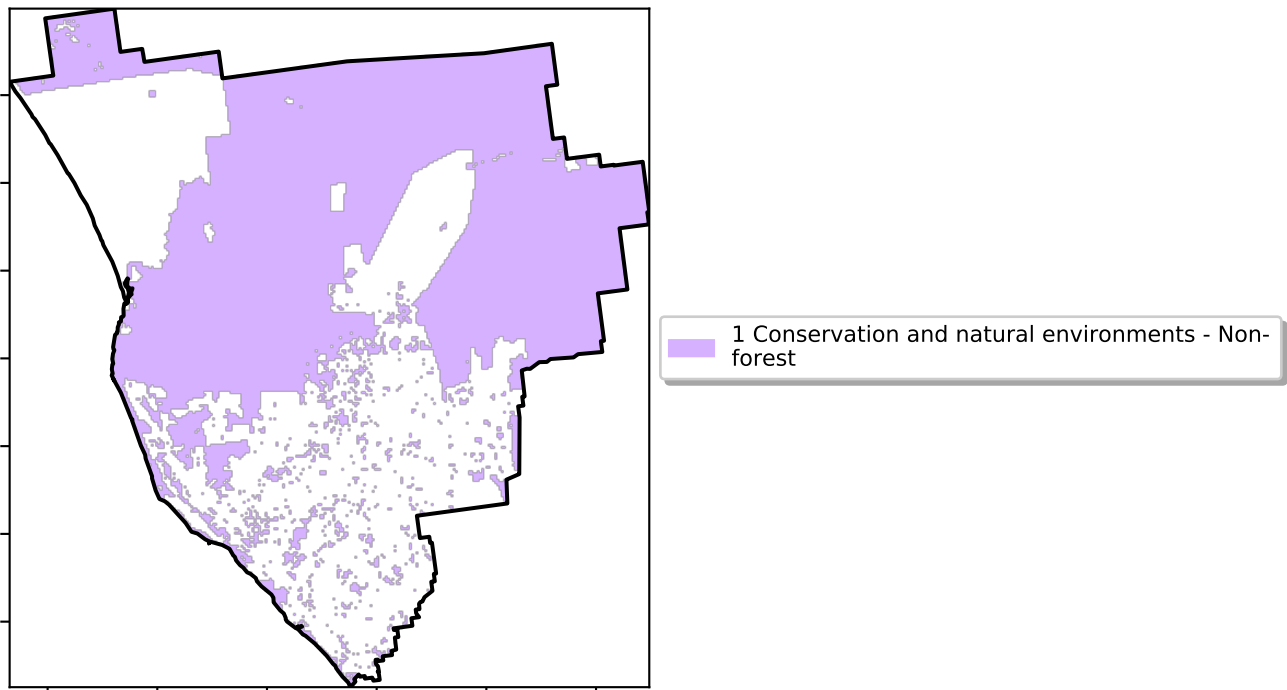 1 Conservation and natural environments - Non-
forest